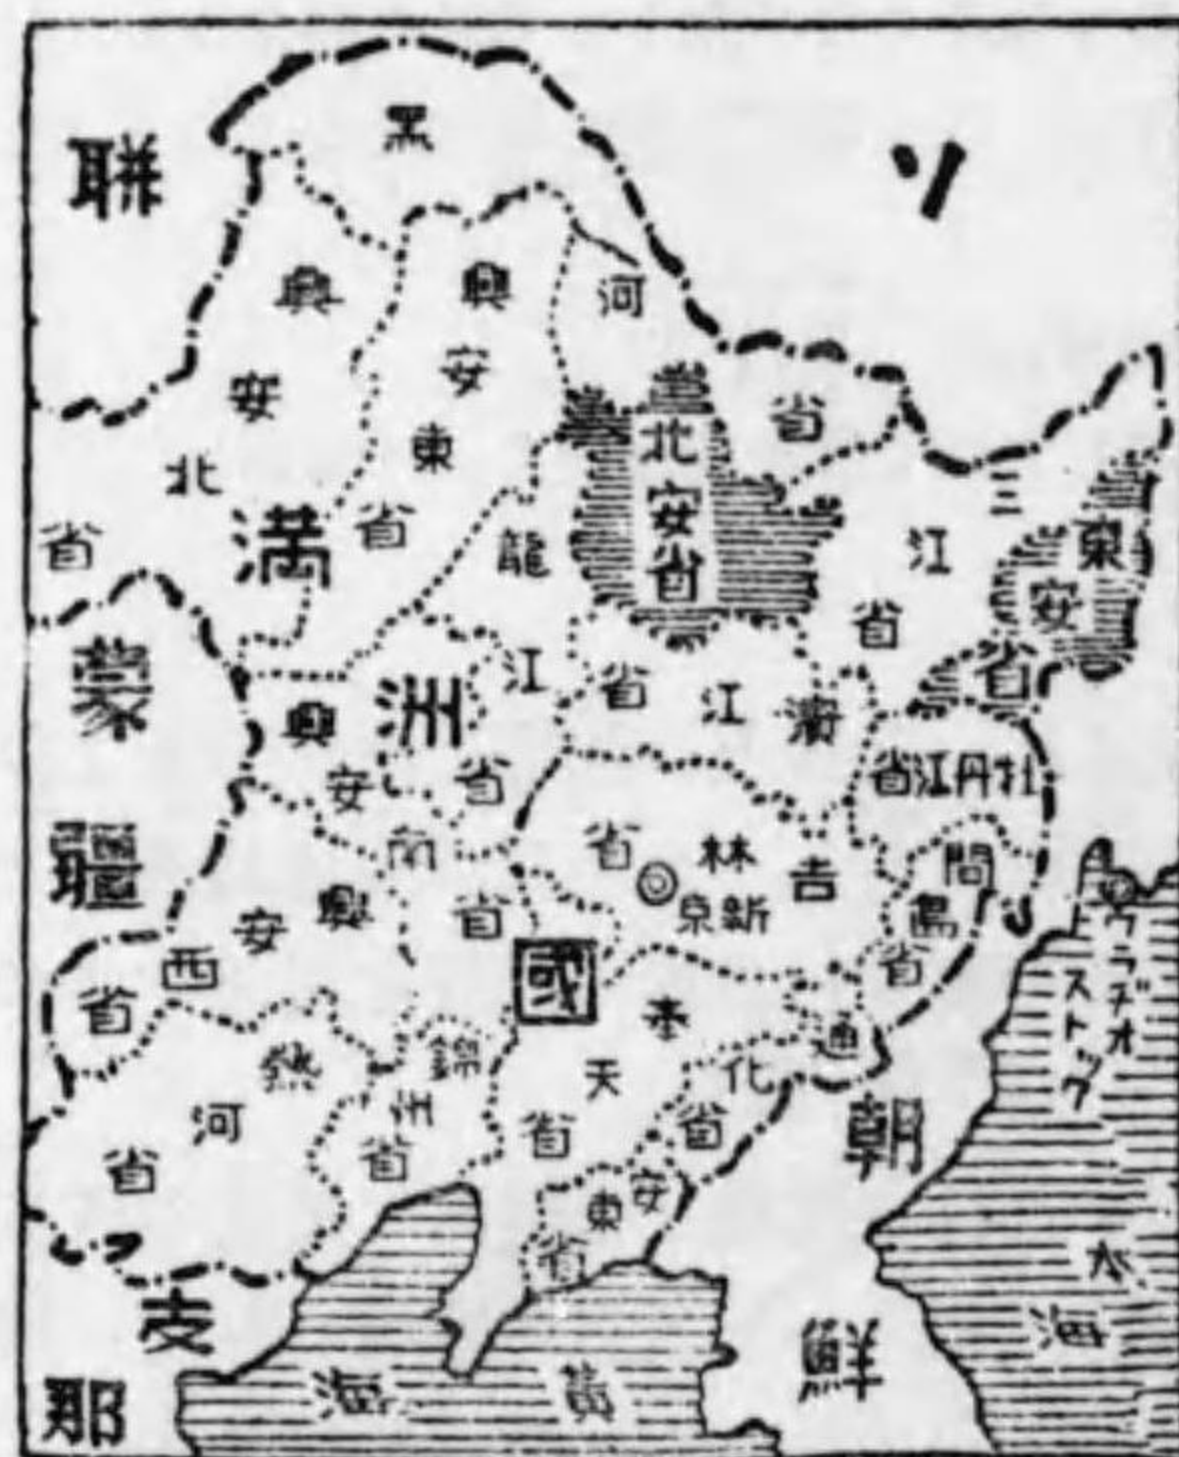 ソ聯
満洲國
蒙疆
支那
朝鮮
黒河省
興安北省
興安東省
龍江省
北安省
三江省
東安省
濱江省
牡丹江省
興安南省
吉林省
新京
間島省
興安西省
熱河省
錦州省
奉天省
通化省
安東省
ウラヂオストック
黄海
本海